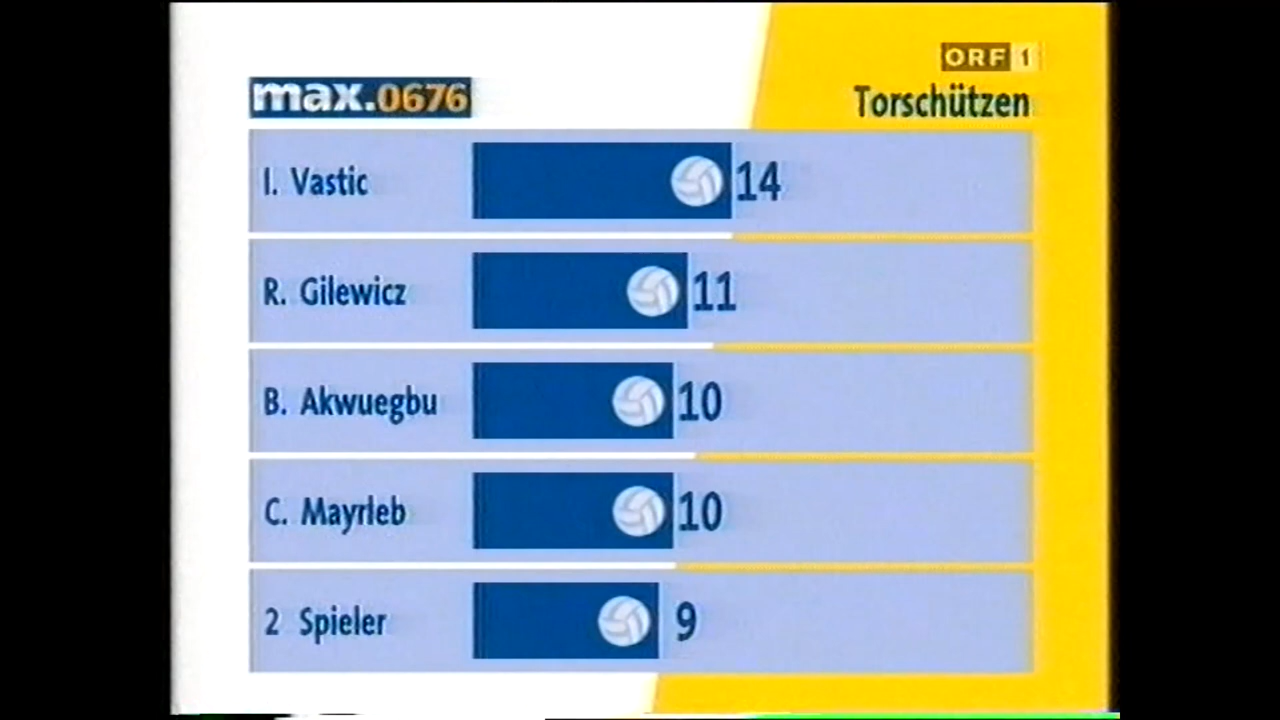 ORF 1
max.0676 Torschützen
I. Vastic 14
R. Gilewicz 11
B. Akwuegbu 10
C. Mayrleb 10
2 Spieler 9